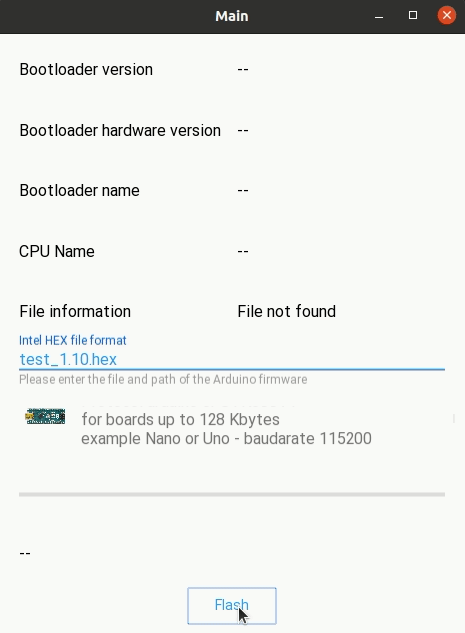 Main
Bootloader version --
Bootloader hardware version --
Bootloader name --
CPU Name --
File information File not found
Intel HEX file format
test_1.10.hex
Please enter the file and path of the Arduino firmware
for boards up to 128 Kbytes
example Nano or Uno - baudarate 115200
--
Flash